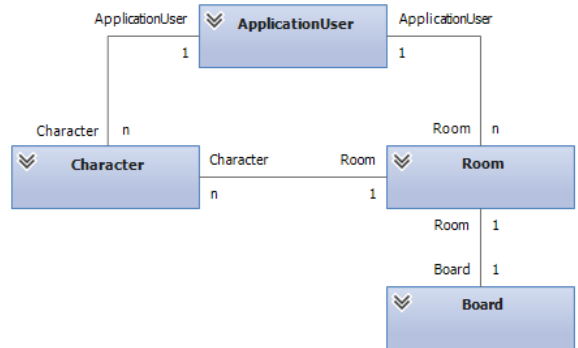 ApplicationUser
ApplicationUser
ApplicationUser
1
1
Character
n
Room
n
Character
Character
Room
Room
n
1
Room
1
Board
1
Board